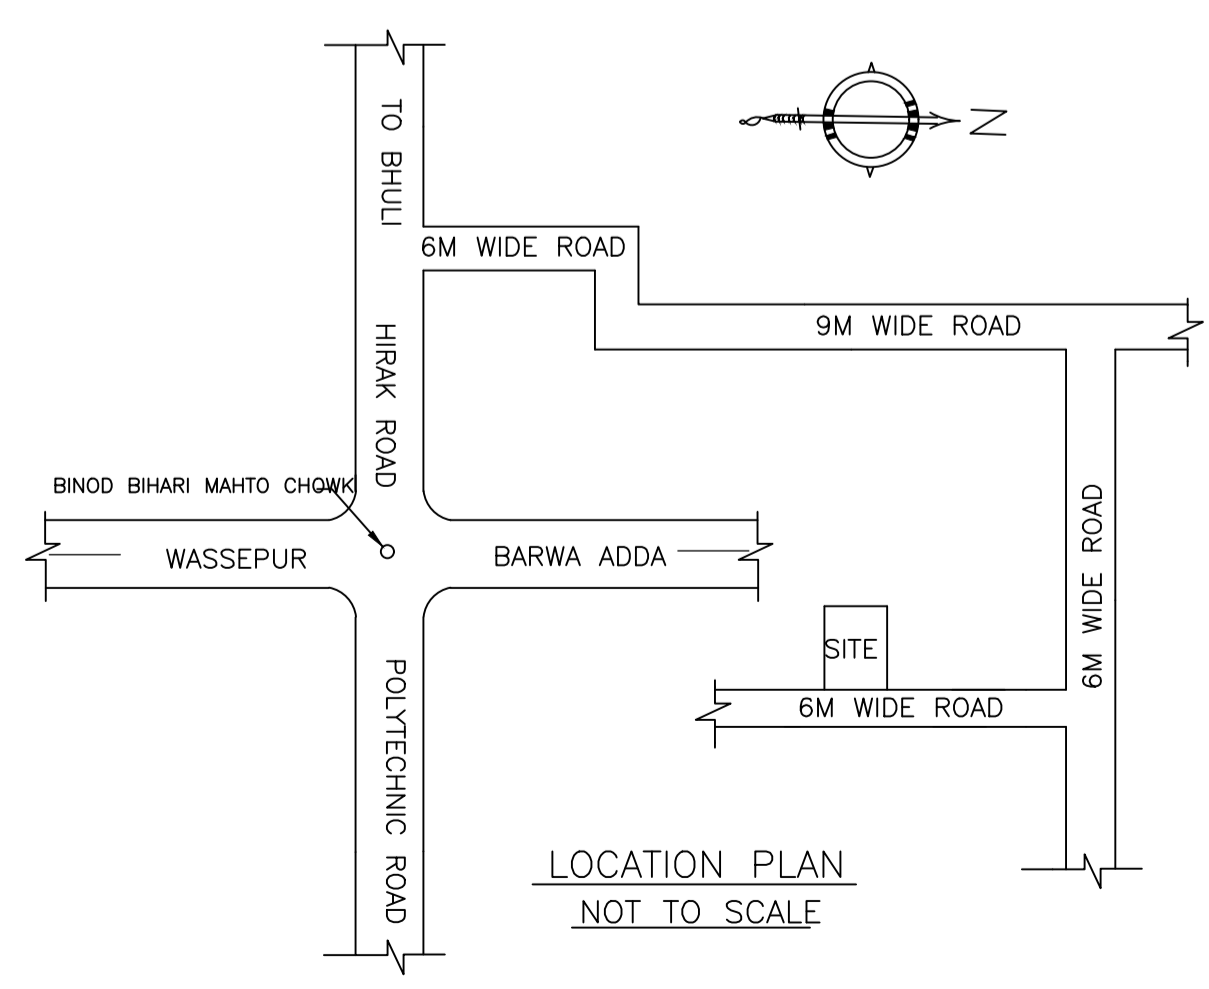 TO BHULI
N
6M WIDE ROAD
9M WIDE ROAD
HIRAK ROAD
BINOD BIHARI MAHTO CHOWK
WASSEPUR
BARWA ADDA
6M WIDE ROAD
SITE
6M WIDE ROAD
POLYTECHNIC ROAD
LOCATION PLAN
NOT TO SCALE